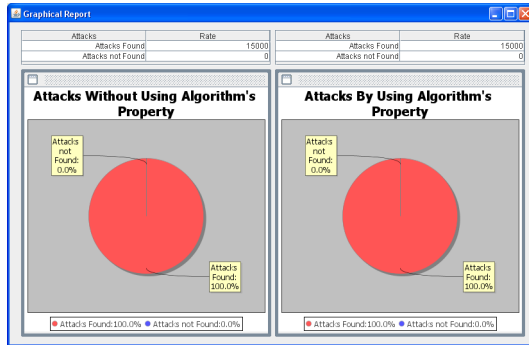 Graphical Report
Attacks Rate
Attacks Found 15000
Attacks not Found 0
Attacks Rate
Attacks Found 15000
Attacks not Found 0
Attacks Without Using Algorithm's
Property
Attacks
not
Found:
0.0%
Attacks
Found:
100.0%
Attacks Found:100.0% Attacks not Found:0.0%
Attacks By Using Algorithm's
Property
Attacks
not
Found:
0.0%
Attacks
Found:
100.0%
Attacks Found:100.0% Attacks not Found:0.0%